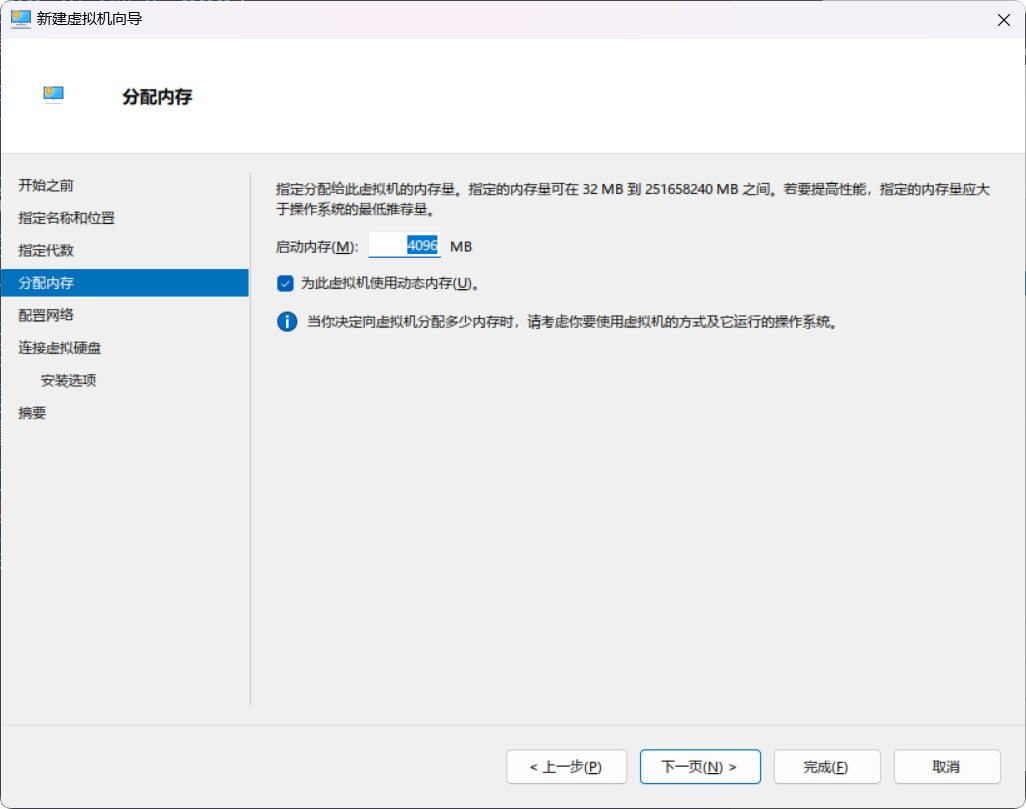 新建虚拟机向导
分配内存
开始之前
指定名称和位置
指定代数
分配内存
配置网络
连接虚拟硬盘
安装选项
摘要
指定分配给此虚拟机的内存量。指定的内存量可在 32 MB 到 251658240 MB 之间。若要提高性能，指定的内存量应大
于操作系统的最低推荐量。
启动内存(M): 4096 MB
为此虚拟机使用动态内存(U)。
当你决定向虚拟机分配多少内存时，请考虑你要使用虚拟机的方式及它运行的操作系统。
< 上一步(P) 下一页(N) > 完成(F) 取消